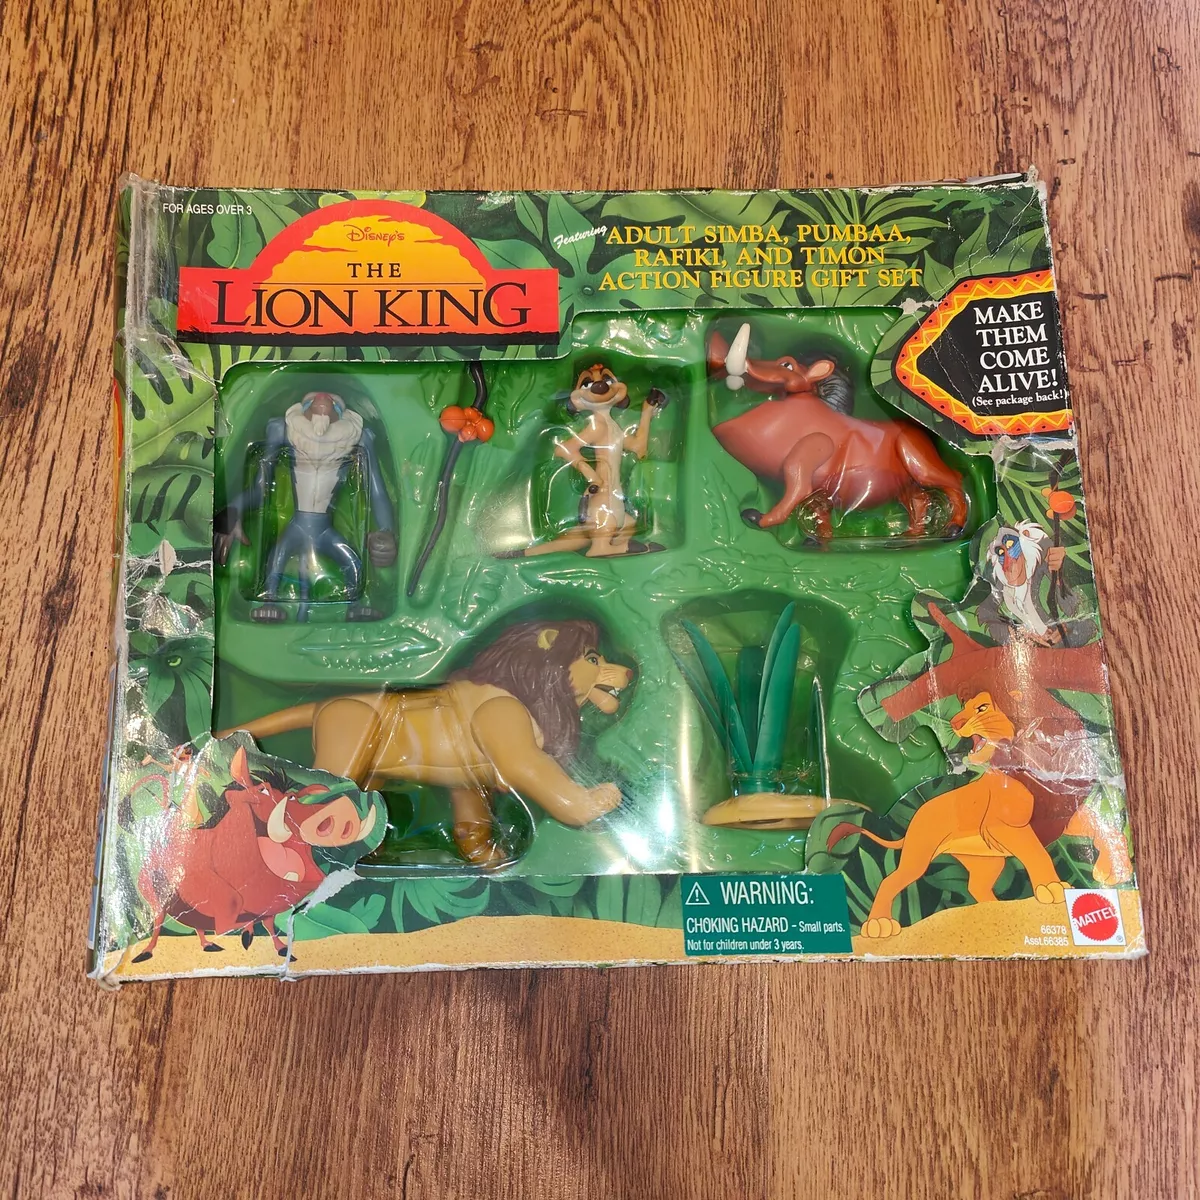 FOR AGES OVER 3
DISNEY'S
THE
LION KING
Featuring
ADULT SIMBA, PUMBAA,
RAFIKI, AND TIMON
ACTION FIGURE GIFT SET
MAKE
THEM
COME
ALIVE!
(See package back!)
WARNING:
CHOKING HAZARD - Small parts.
Not for children under 3 years.
66378
Asst.66385
MATTEL
®